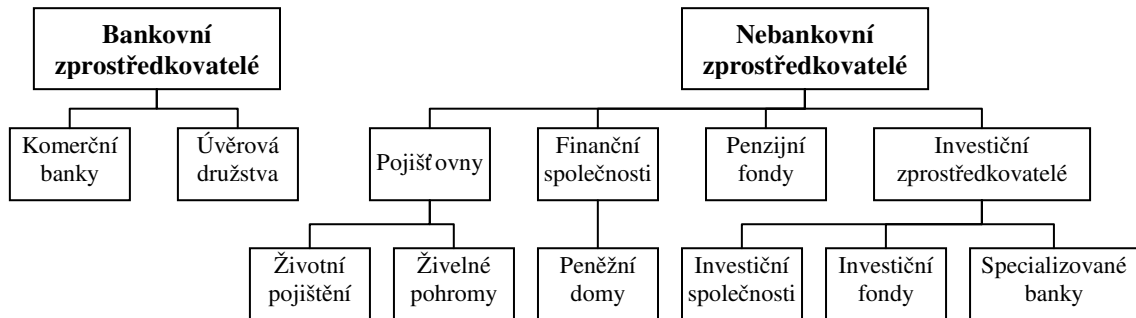 Bankovní
zprostředkovatelé
Nebankovní
zprostředkovatelé
Komerční
banky
Úvěrová
družstva
Pojišťovny
Finanční
společnosti
Penzijní
fondy
Investiční
zprostředkovatelé
Životní
pojištění
Živelné
pohromy
Peněžní
domy
Investiční
společnosti
Investiční
fondy
Specializované
banky